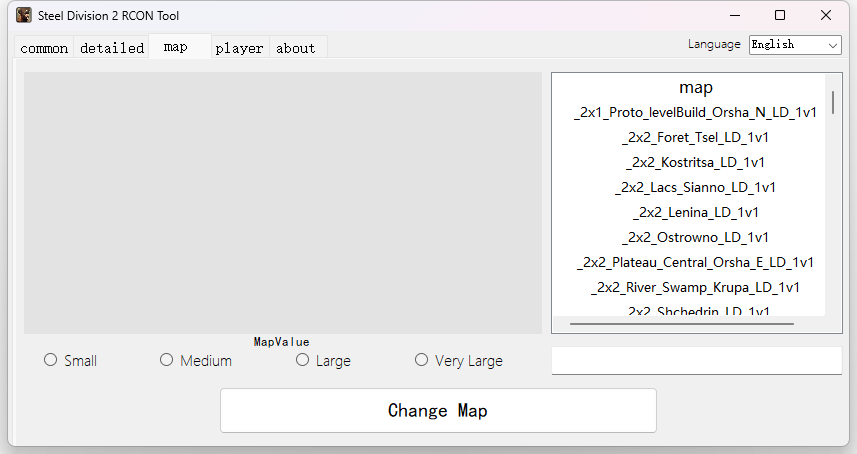 Steel Division 2 RCON Tool
common detailed map player about
Language English
map
_2x1_Proto_levelBuild_Orsha_N_LD_1v1
_2x2_Foret_Tsel_LD_1v1
_2x2_Kostritsa_LD_1v1
_2x2_Lacs_Sianno_LD_1v1
_2x2_Lenina_LD_1v1
_2x2_Ostrowno_LD_1v1
_2x2_Plateau_Central_Orsha_E_LD_1v1
_2x2_River_Swamp_Krupa_LD_1v1
_2x2_Shchedrin_LD_1v1
MapValue
Small Medium Large Very Large
Change Map